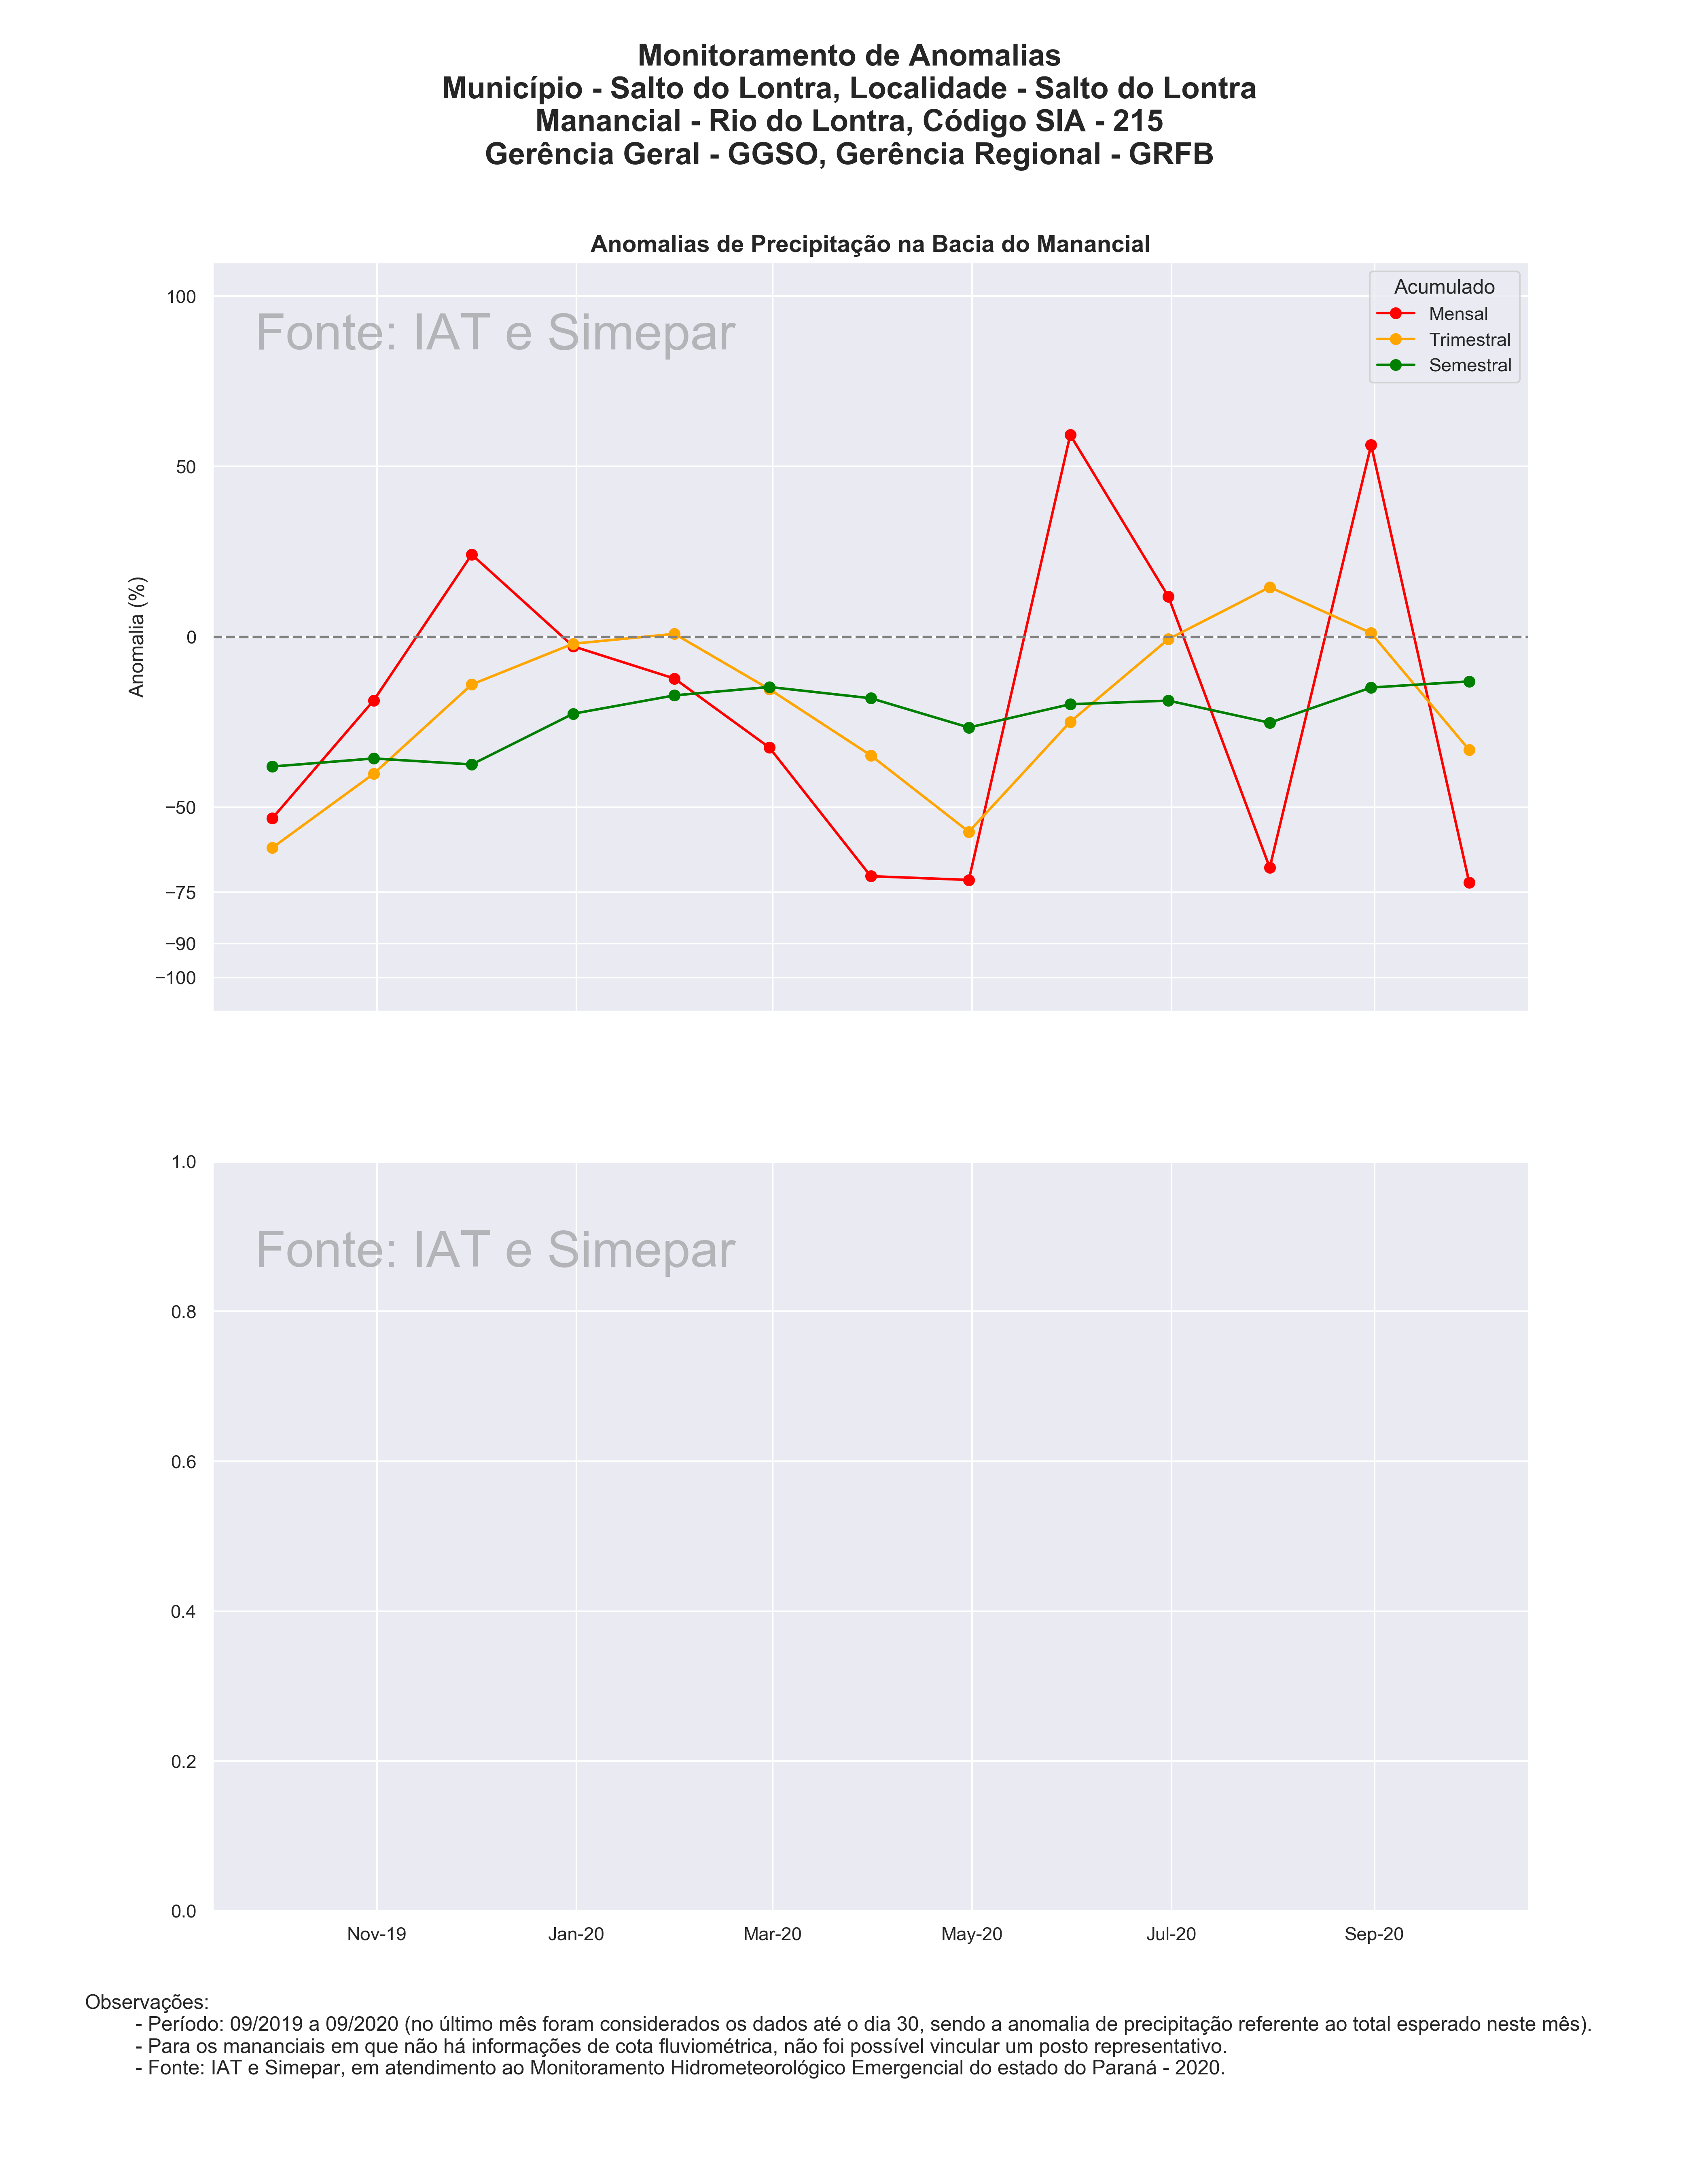 Monitoramento de Anomalias
Município - Salto do Lontra, Localidade - Salto do Lontra
Manancial - Rio do Lontra, Código SIA - 215
Gerência Geral - GGSO, Gerência Regional - GRFB
Anomalias de Precipitação na Bacia do Manancial
Fonte: IAT e Simepar
Acumulado
Mensal
Trimestral
Semestral
Anomalia (%)
100
50
0
−50
−75
−90
−100
Fonte: IAT e Simepar
1.0
0.8
0.6
0.4
0.2
0.0
Nov-19 Jan-20 Mar-20 May-20 Jul-20 Sep-20
Observações:
- Período: 09/2019 a 09/2020 (no último mês foram considerados os dados até o dia 30, sendo a anomalia de precipitação referente ao total esperado neste mês).
- Para os mananciais em que não há informações de cota fluviométrica, não foi possível vincular um posto representativo.
- Fonte: IAT e Simepar, em atendimento ao Monitoramento Hidrometeorológico Emergencial do estado do Paraná - 2020.